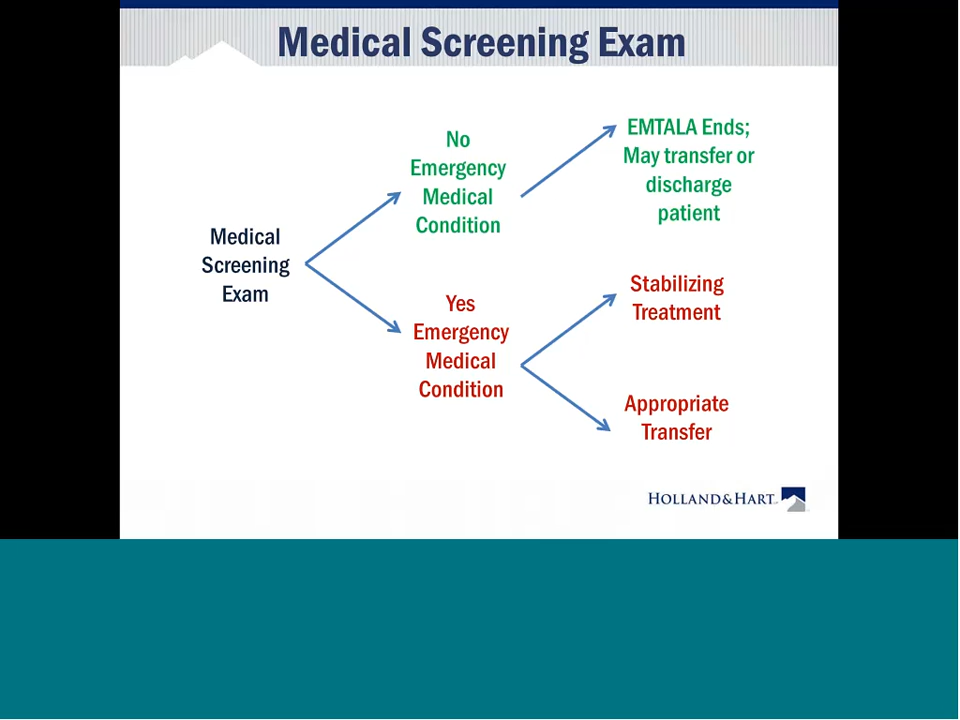 Medical Screening Exam
Medical
Screening
Exam
No
Emergency
Medical
Condition
EMTALA Ends;
May transfer or
discharge
patient
Yes
Emergency
Medical
Condition
Stabilizing
Treatment
Appropriate
Transfer
HOLLAND&HART